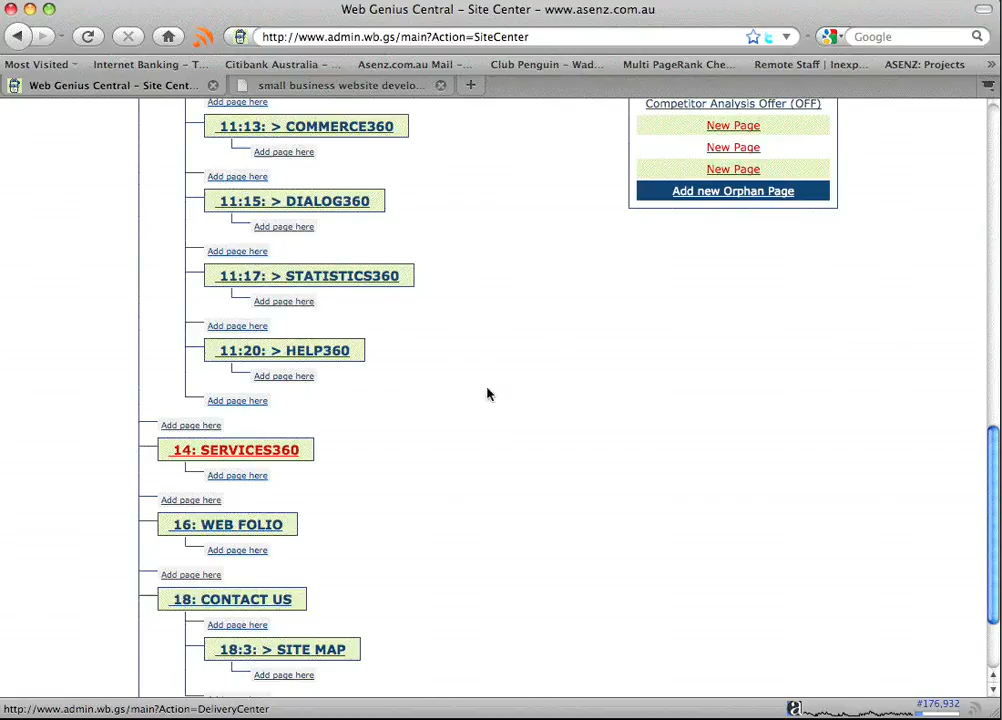 Web Genius Central - Site Center - www.asenz.com.au
http://www.admin.wb.gs/main?Action=SiteCenter
Google
Most Visited
Internet Banking - T...
Citibank Australia - ...
Asenz.com.au Mail -...
Club Penguin - Wad...
Multi PageRank Che...
Remote Staff | Inexp...
ASENZ: Projects
»
Web Genius Central - Site Cent...
small business website develo...
+
Add page here
11:13: > COMMERCE360
Add page here
Add page here
11:15: > DIALOG360
Add page here
Add page here
11:17: > STATISTICS360
Add page here
Add page here
11:20: > HELP360
Add page here
Add page here
Add page here
14: SERVICES360
Add page here
Add page here
16: WEB FOLIO
Add page here
Add page here
18: CONTACT US
Add page here
18:3: > SITE MAP
Add page here
Competitor Analysis Offer (OFF)
New Page
New Page
New Page
Add new Orphan Page
http://www.admin.wb.gs/main?Action=DeliveryCenter
a
#176,932